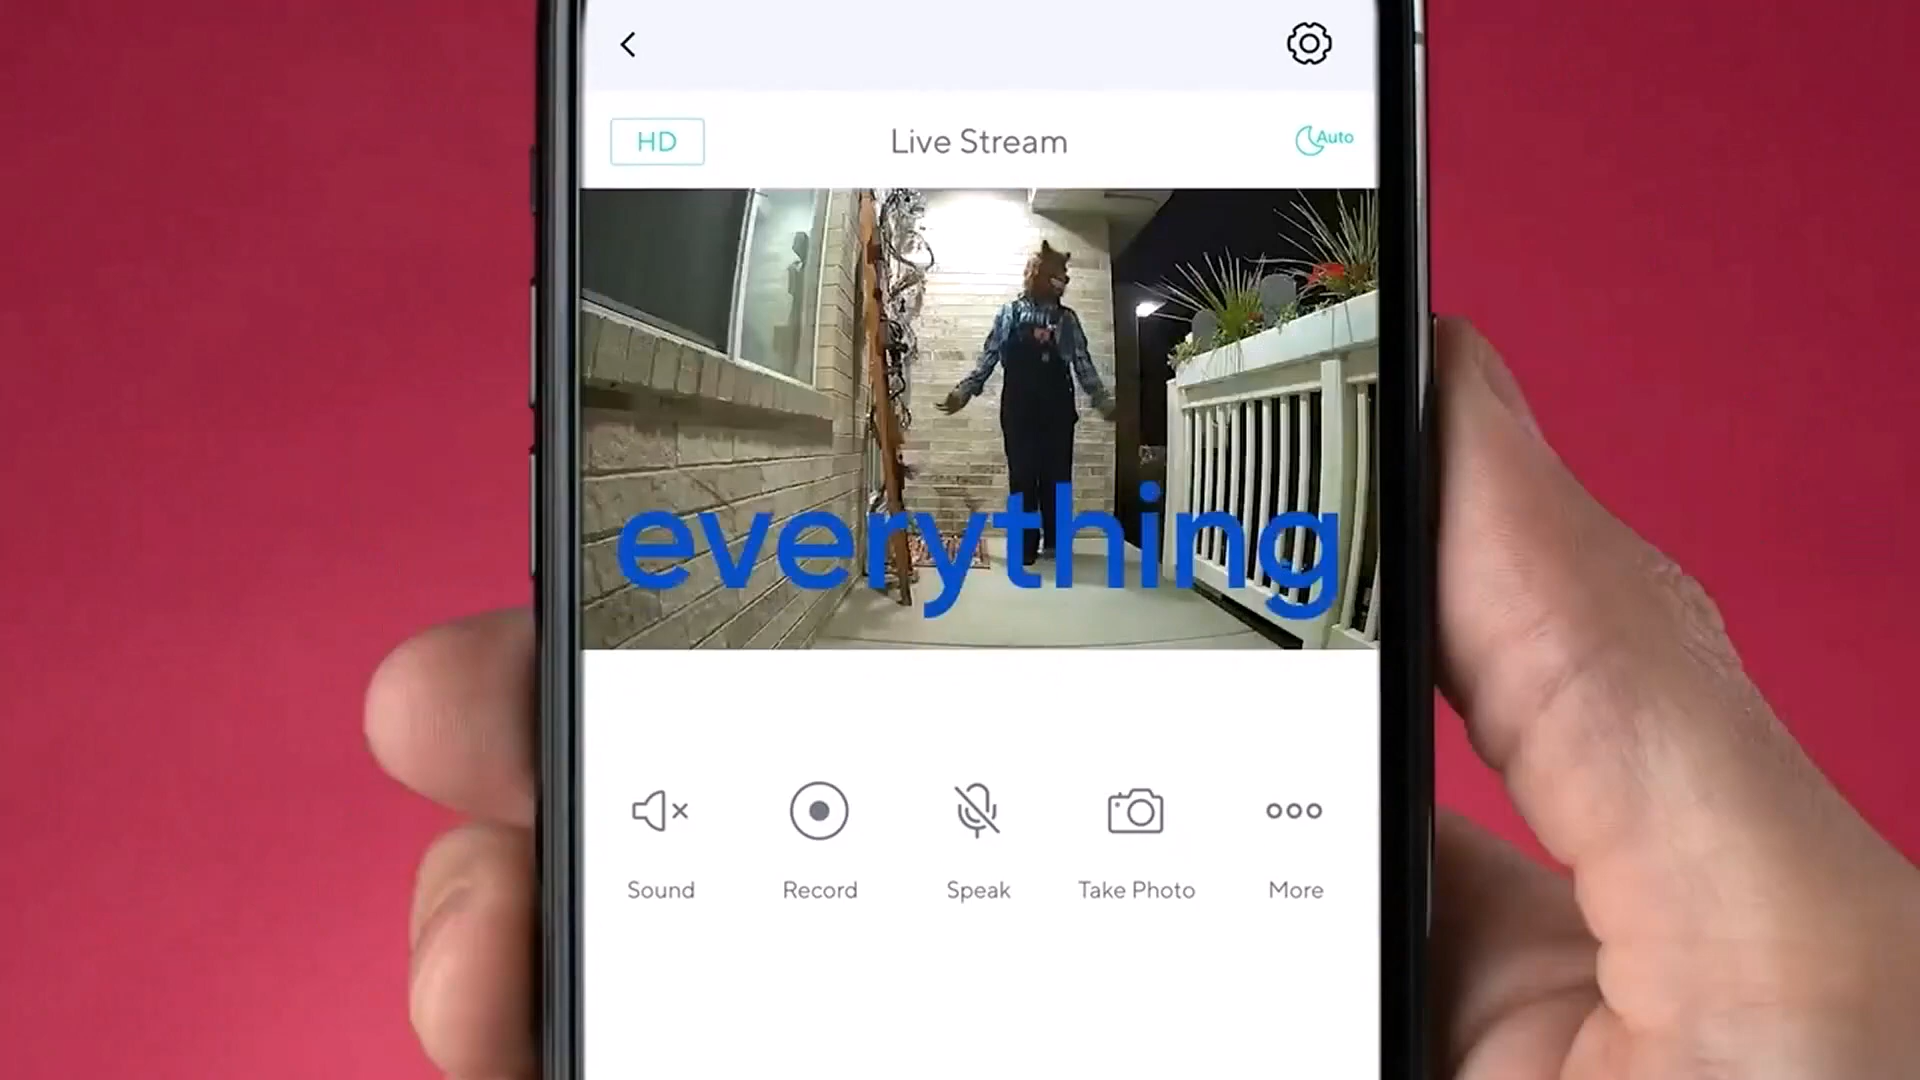 HD
Live Stream
Auto
everything
Sound
Record
Speak
Take Photo
More